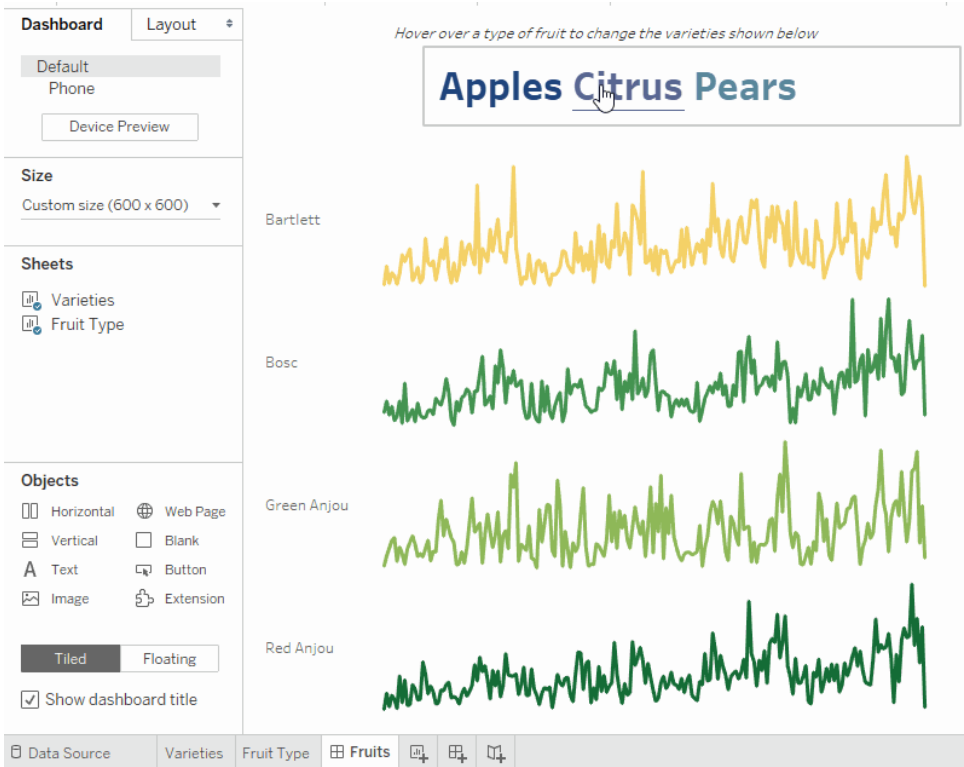 Dashboard Layout
Default
Phone
Device Preview
Size
Custom size (600 x 600)
Sheets
Varieties
Fruit Type
Objects
Horizontal Web Page
Vertical Blank
Text Button
Image Extension
Tiled Floating
Show dashboard title
Hover over a type of fruit to change the varieties shown below
Apples Citrus Pears
Bartlett
Bosc
Green Anjou
Red Anjou
Data Source Varieties Fruit Type Fruits